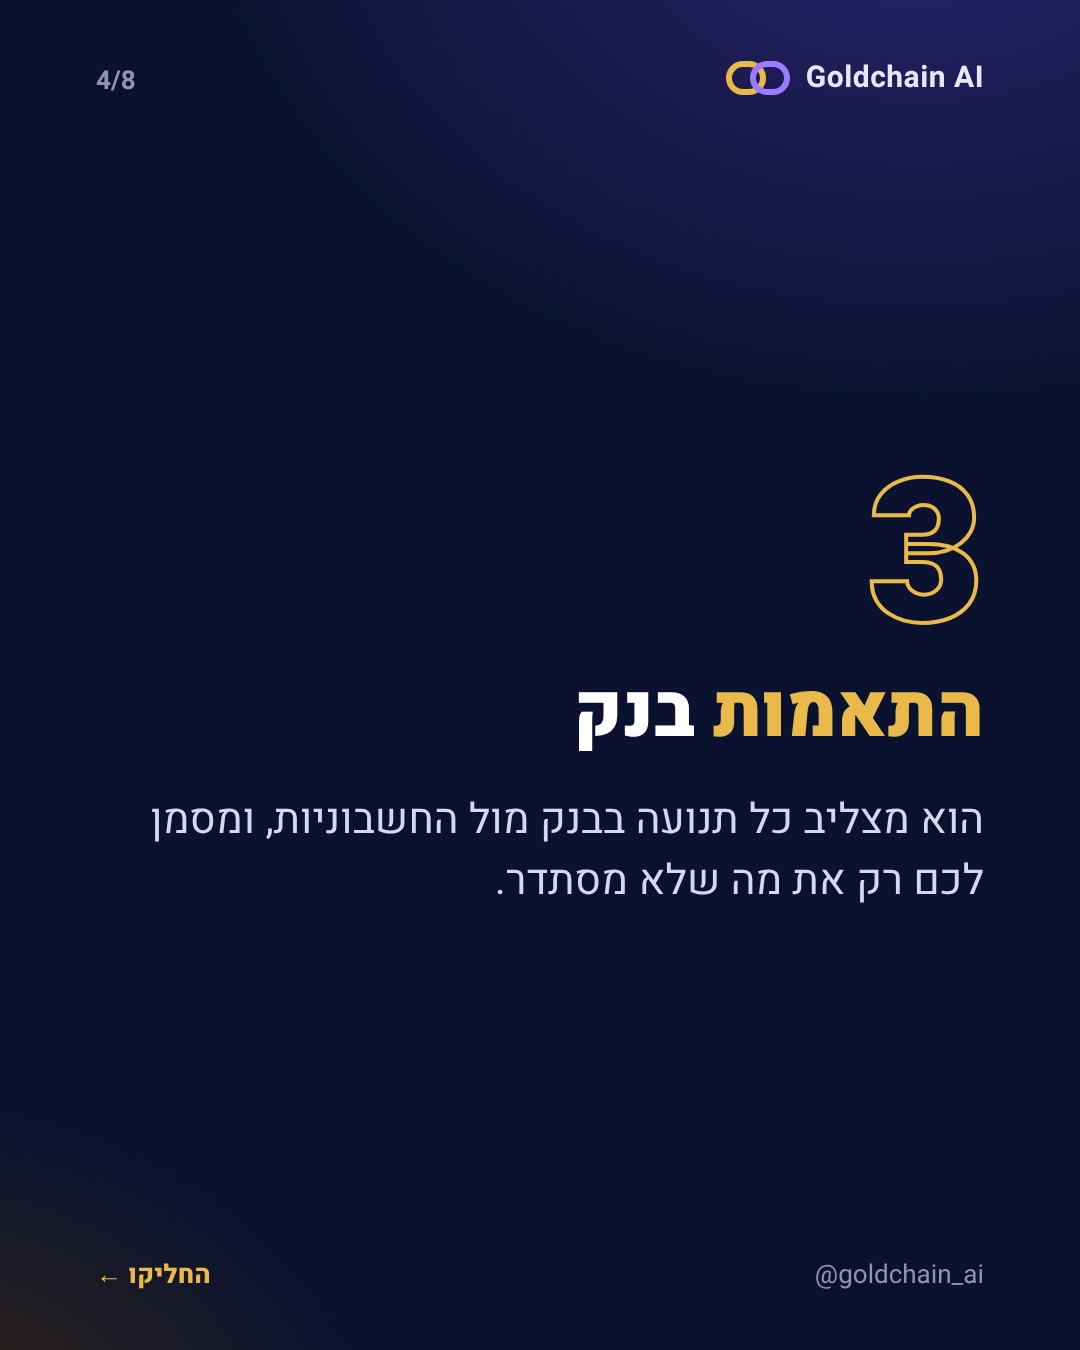 Goldchain AI
4/8
3
התאמות בנק
הוא מצליב כל תנועה בבנק מול החשבוניות, ומסמן
לכם רק את מה שלא מסתדר.
@goldchain_ai
החליקו ←